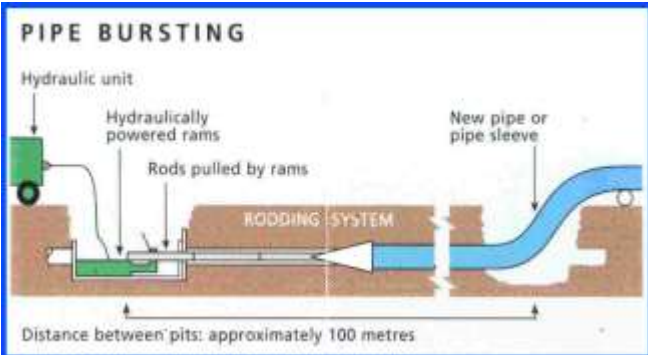 PIPE BURSTING
Hydraulic unit
Hydraulically
powered rams
Rods pulled by rams
New pipe or
pipe sleeve
RODDING SYSTEM
Distance between pits: approximately 100 metres